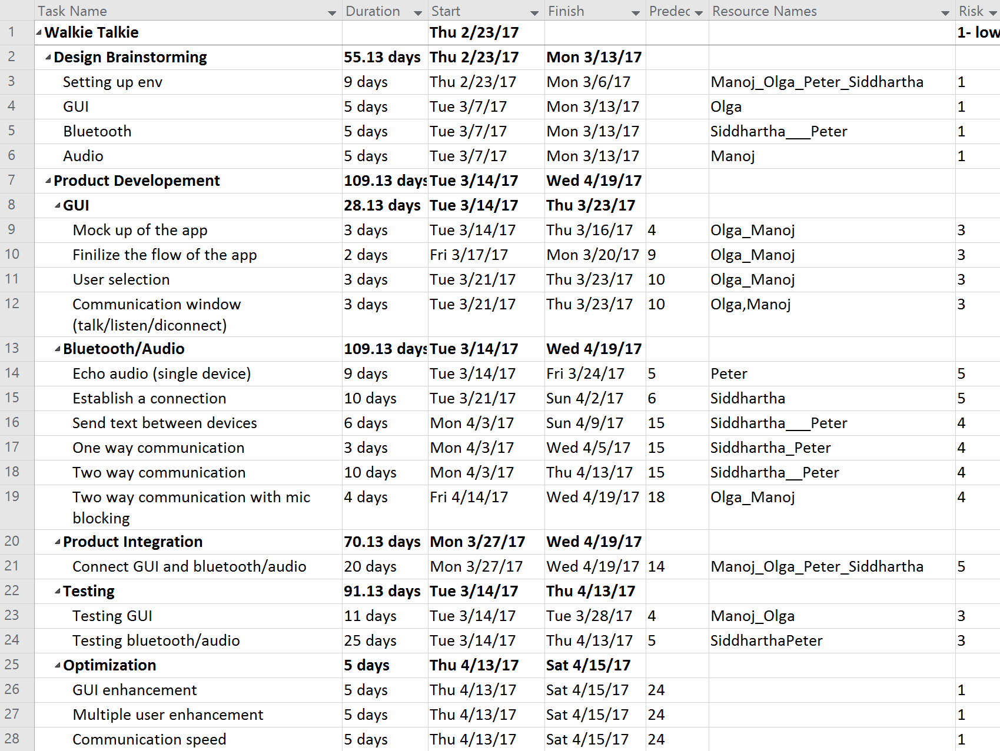 Task Name Duration Start Finish Predec Resource Names Risk
1 Walkie Talkie Thu 2/23/17 1- low
2 Design Brainstorming 55.13 days Thu 2/23/17 Mon 3/13/17
3 Setting up env 9 days Thu 2/23/17 Mon 3/6/17 Manoj_Olga_Peter_Siddhartha 1
4 GUI 5 days Tue 3/7/17 Mon 3/13/17 Olga 1
5 Bluetooth 5 days Tue 3/7/17 Mon 3/13/17 Siddhartha___Peter 1
6 Audio 5 days Tue 3/7/17 Mon 3/13/17 Manoj 1
7 Product Developement 109.13 days Tue 3/14/17 Wed 4/19/17
8 GUI 28.13 days Tue 3/14/17 Thu 3/23/17
9 Mock up of the app 3 days Tue 3/14/17 Thu 3/16/17 4 Olga_Manoj 3
10 Finilize the flow of the app 2 days Fri 3/17/17 Mon 3/20/17 9 Olga_Manoj 3
11 User selection 3 days Tue 3/21/17 Thu 3/23/17 10 Olga_Manoj 3
12 Communication window 3 days Tue 3/21/17 Thu 3/23/17 10 Olga,Manoj 3
(talk/listen/diconnect)
13 Bluetooth/Audio 109.13 days Tue 3/14/17 Wed 4/19/17
14 Echo audio (single device) 9 days Tue 3/14/17 Fri 3/24/17 5 Peter 5
15 Establish a connection 10 days Tue 3/21/17 Sun 4/2/17 6 Siddhartha 5
16 Send text between devices 6 days Mon 4/3/17 Sun 4/9/17 15 Siddhartha___Peter 4
17 One way communication 3 days Mon 4/3/17 Wed 4/5/17 15 Siddhartha_Peter 4
18 Two way communication 10 days Mon 4/3/17 Thu 4/13/17 15 Siddhartha__Peter 4
19 Two way communication with mic 4 days Fri 4/14/17 Wed 4/19/17 18 Olga_Manoj 4
blocking
20 Product Integration 70.13 days Mon 3/27/17 Wed 4/19/17
21 Connect GUI and bluetooth/audio 20 days Mon 3/27/17 Wed 4/19/17 14 Manoj_Olga_Peter_Siddhartha 5
22 Testing 91.13 days Tue 3/14/17 Thu 4/13/17
23 Testing GUI 11 days Tue 3/14/17 Tue 3/28/17 4 Manoj_Olga 3
24 Testing bluetooth/audio 25 days Tue 3/14/17 Thu 4/13/17 5 SiddharthaPeter 3
25 Optimization 5 days Thu 4/13/17 Sat 4/15/17
26 GUI enhancement 5 days Thu 4/13/17 Sat 4/15/17 24 1
27 Multiple user enhancement 5 days Thu 4/13/17 Sat 4/15/17 24 1
28 Communication speed 5 days Thu 4/13/17 Sat 4/15/17 24 1